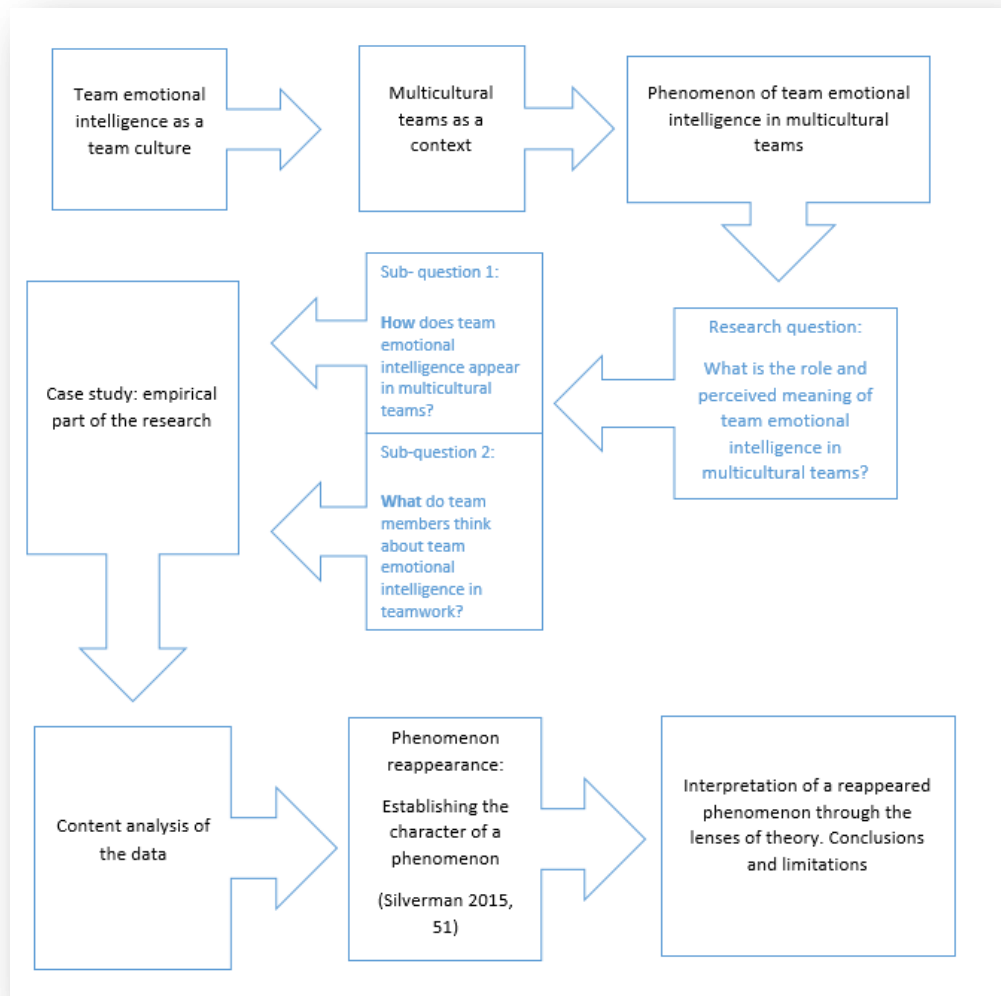 Team emotional
intelligence as a
team culture
Multicultural
teams as a
context
Phenomenon of team emotional
intelligence in multicultural
teams
Research question:
What is the role and
perceived meaning of
team emotional
intelligence in
multicultural teams?
Sub- question 1:
How does team
emotional
intelligence appear
in multicultural
teams?
Sub-question 2:
What do team
members think
about team
emotional
intelligence in
teamwork?
Case study: empirical
part of the research
Content analysis of
the data
Phenomenon
reappearance:
Establishing the
character of a
phenomenon
(Silverman 2015,
51)
Interpretation of a reappeared
phenomenon through the
lenses of theory. Conclusions
and limitations